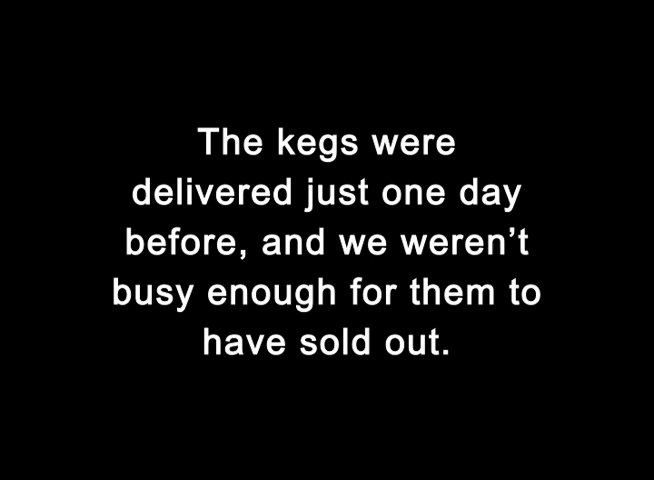 The kegs were
delivered just one day
before, and we weren’t
busy enough for them to
have sold out.